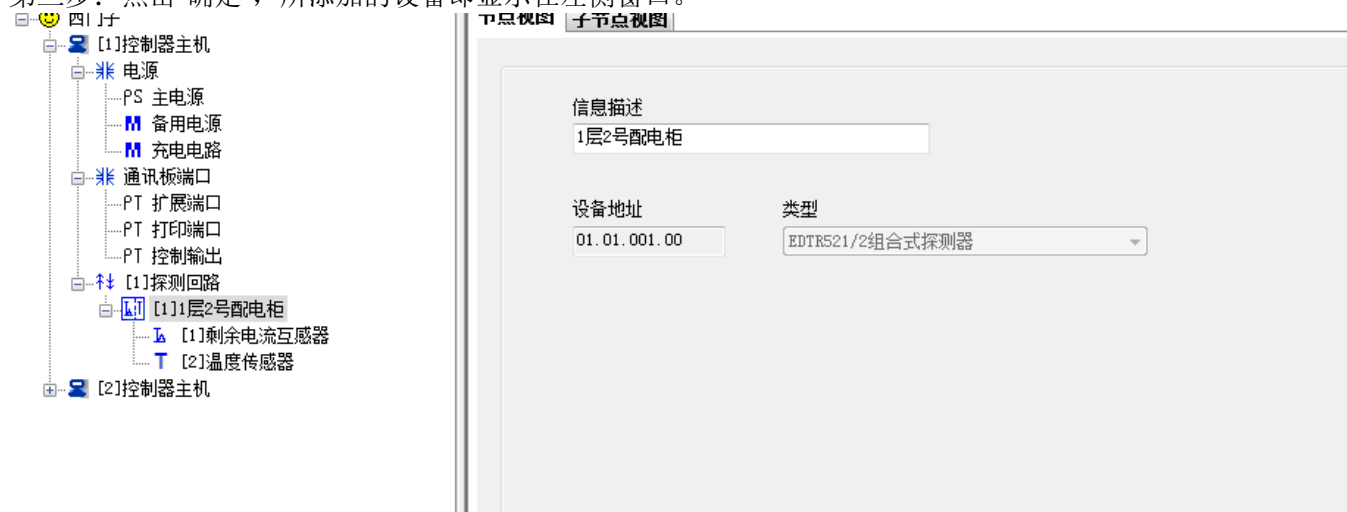 点击"确定"，所添加的设备即显示在左侧窗口。
[1]控制器主机
电源
PS 主电源
M 备用电源
M 充电电路
通讯板端口
PT 扩展端口
PT 打印端口
PT 控制输出
[1]探测回路
[1]1层2号配电柜
[1]剩余电流互感器
T [2]温度传感器
[2]控制器主机
节点视图 子节点视图
信息描述
1层2号配电柜
设备地址 类型
01.01.001.00 EDTR521/2组合式探测器